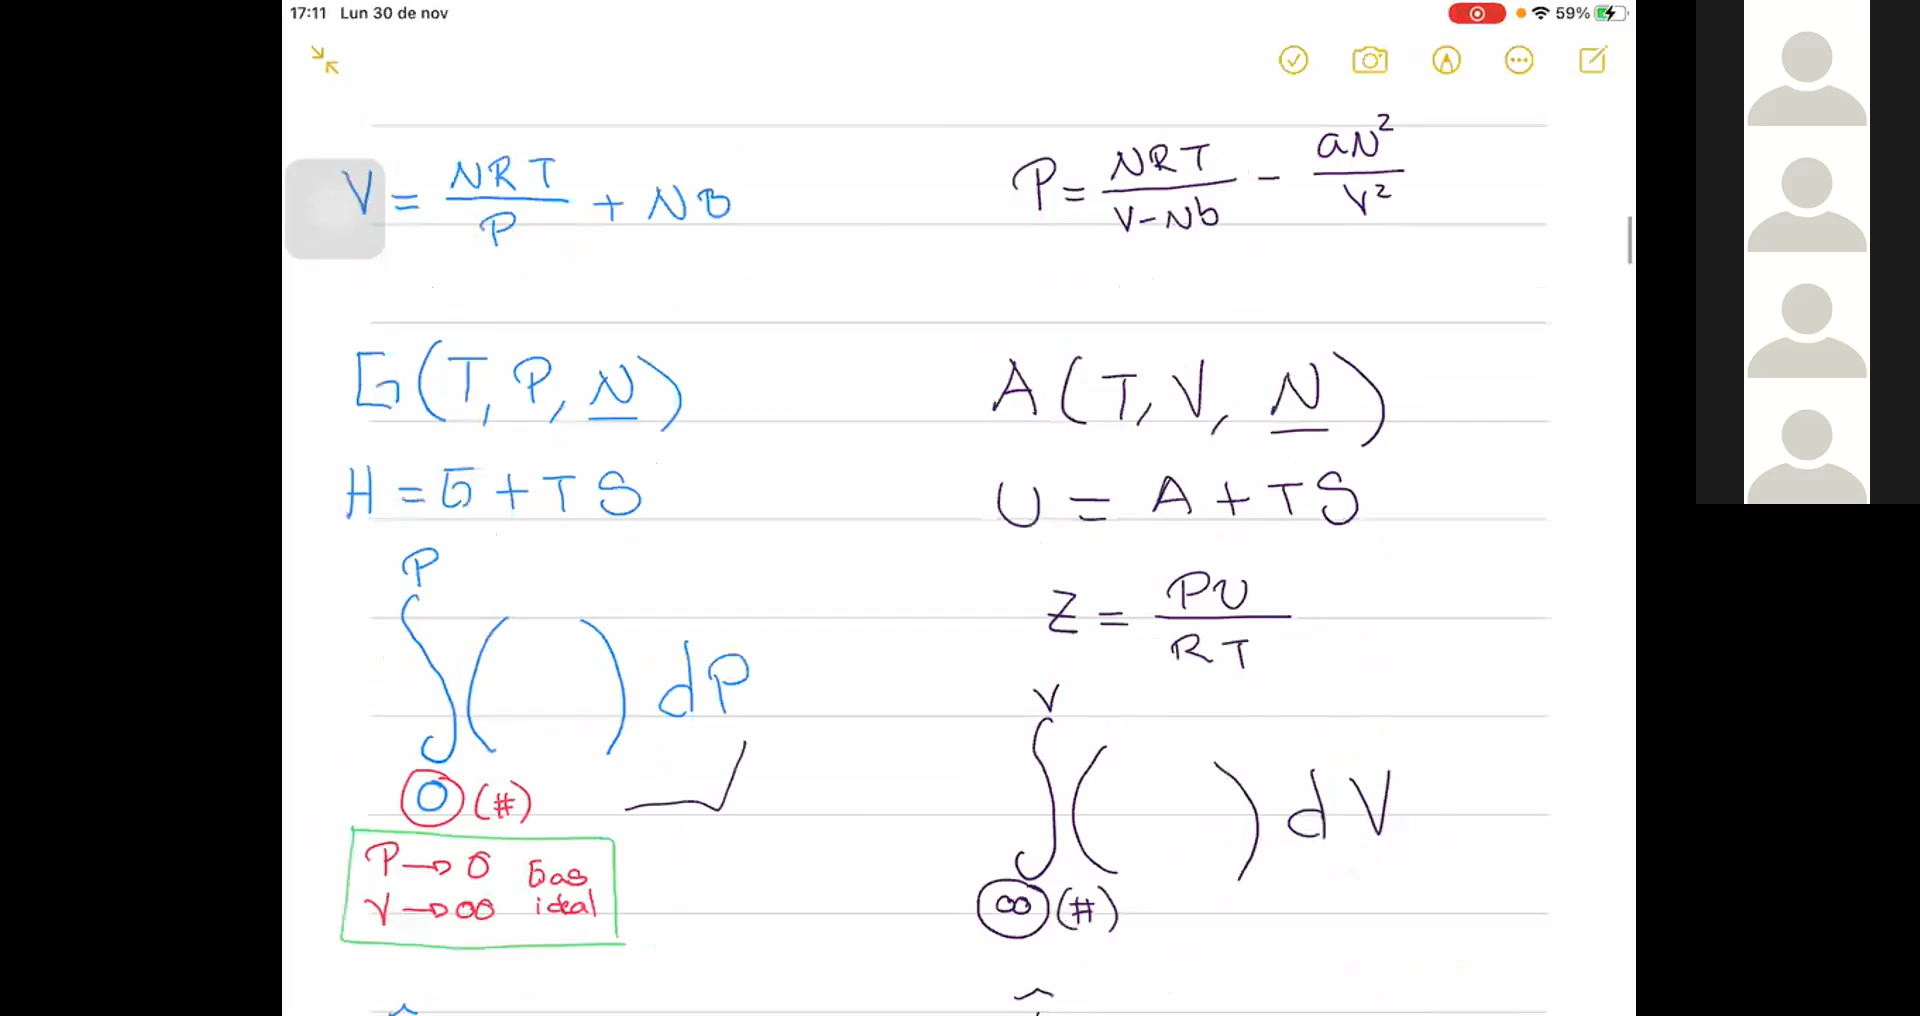 17:11 Lun 30 de nov
59%
V = NRT/P + NB
P = NRT/(V-Nb) - aN²/V²
G(T, P, N)
A(T, V, N)
H = G + TS
U = A + TS
Z = Pv/RT
∫ P 0 (#) ( ) dP
∫ V ∞ (#) ( ) dV
P → 0 Gas
V → ∞ ideal